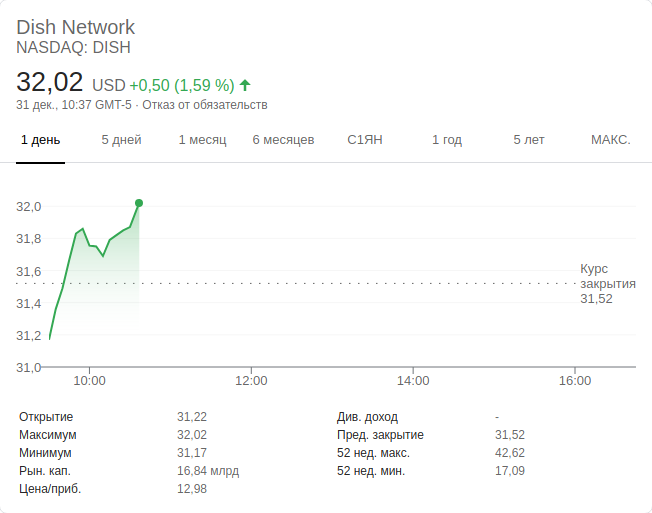 Dish Network
NASDAQ: DISH
32,02 USD +0,50 (1,59 %)
31 дек., 10:37 GMT-5 · Отказ от обязательств
1 день 5 дней 1 месяц 6 месяцев С1ЯН 1 год 5 лет МАКС.
32,0
31,8
31,6
31,4
31,2
31,0
Курс
закрытия
31,52
10:00 12:00 14:00 16:00
Открытие 31,22 Див. доход -
Максимум 32,02 Пред. закрытие 31,52
Минимум 31,17 52 нед. макс. 42,62
Рын. кап. 16,84 млрд 52 нед. мин. 17,09
Цена/приб. 12,98